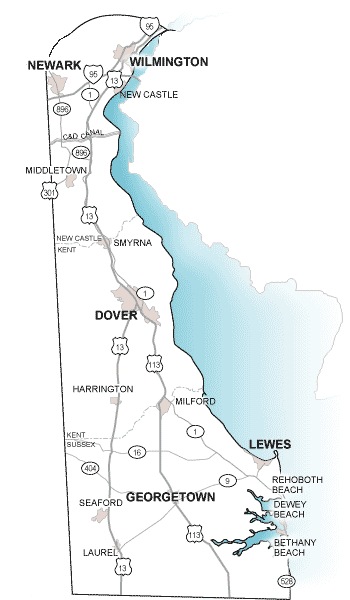 95
WILMINGTON
NEWARK
95
13
1
NEW CASTLE
896
C&D CANAL
896
MIDDLETOWN
301
13
NEW CASTLE
KENT
SMYRNA
1
DOVER
13
113
HARRINGTON
MILFORD
1
KENT
SUSSEX
LEWES
16
404
9
REHOBOTH
BEACH
GEORGETOWN
SEAFORD
DEWEY
BEACH
113
BETHANY
BEACH
LAUREL
13
528